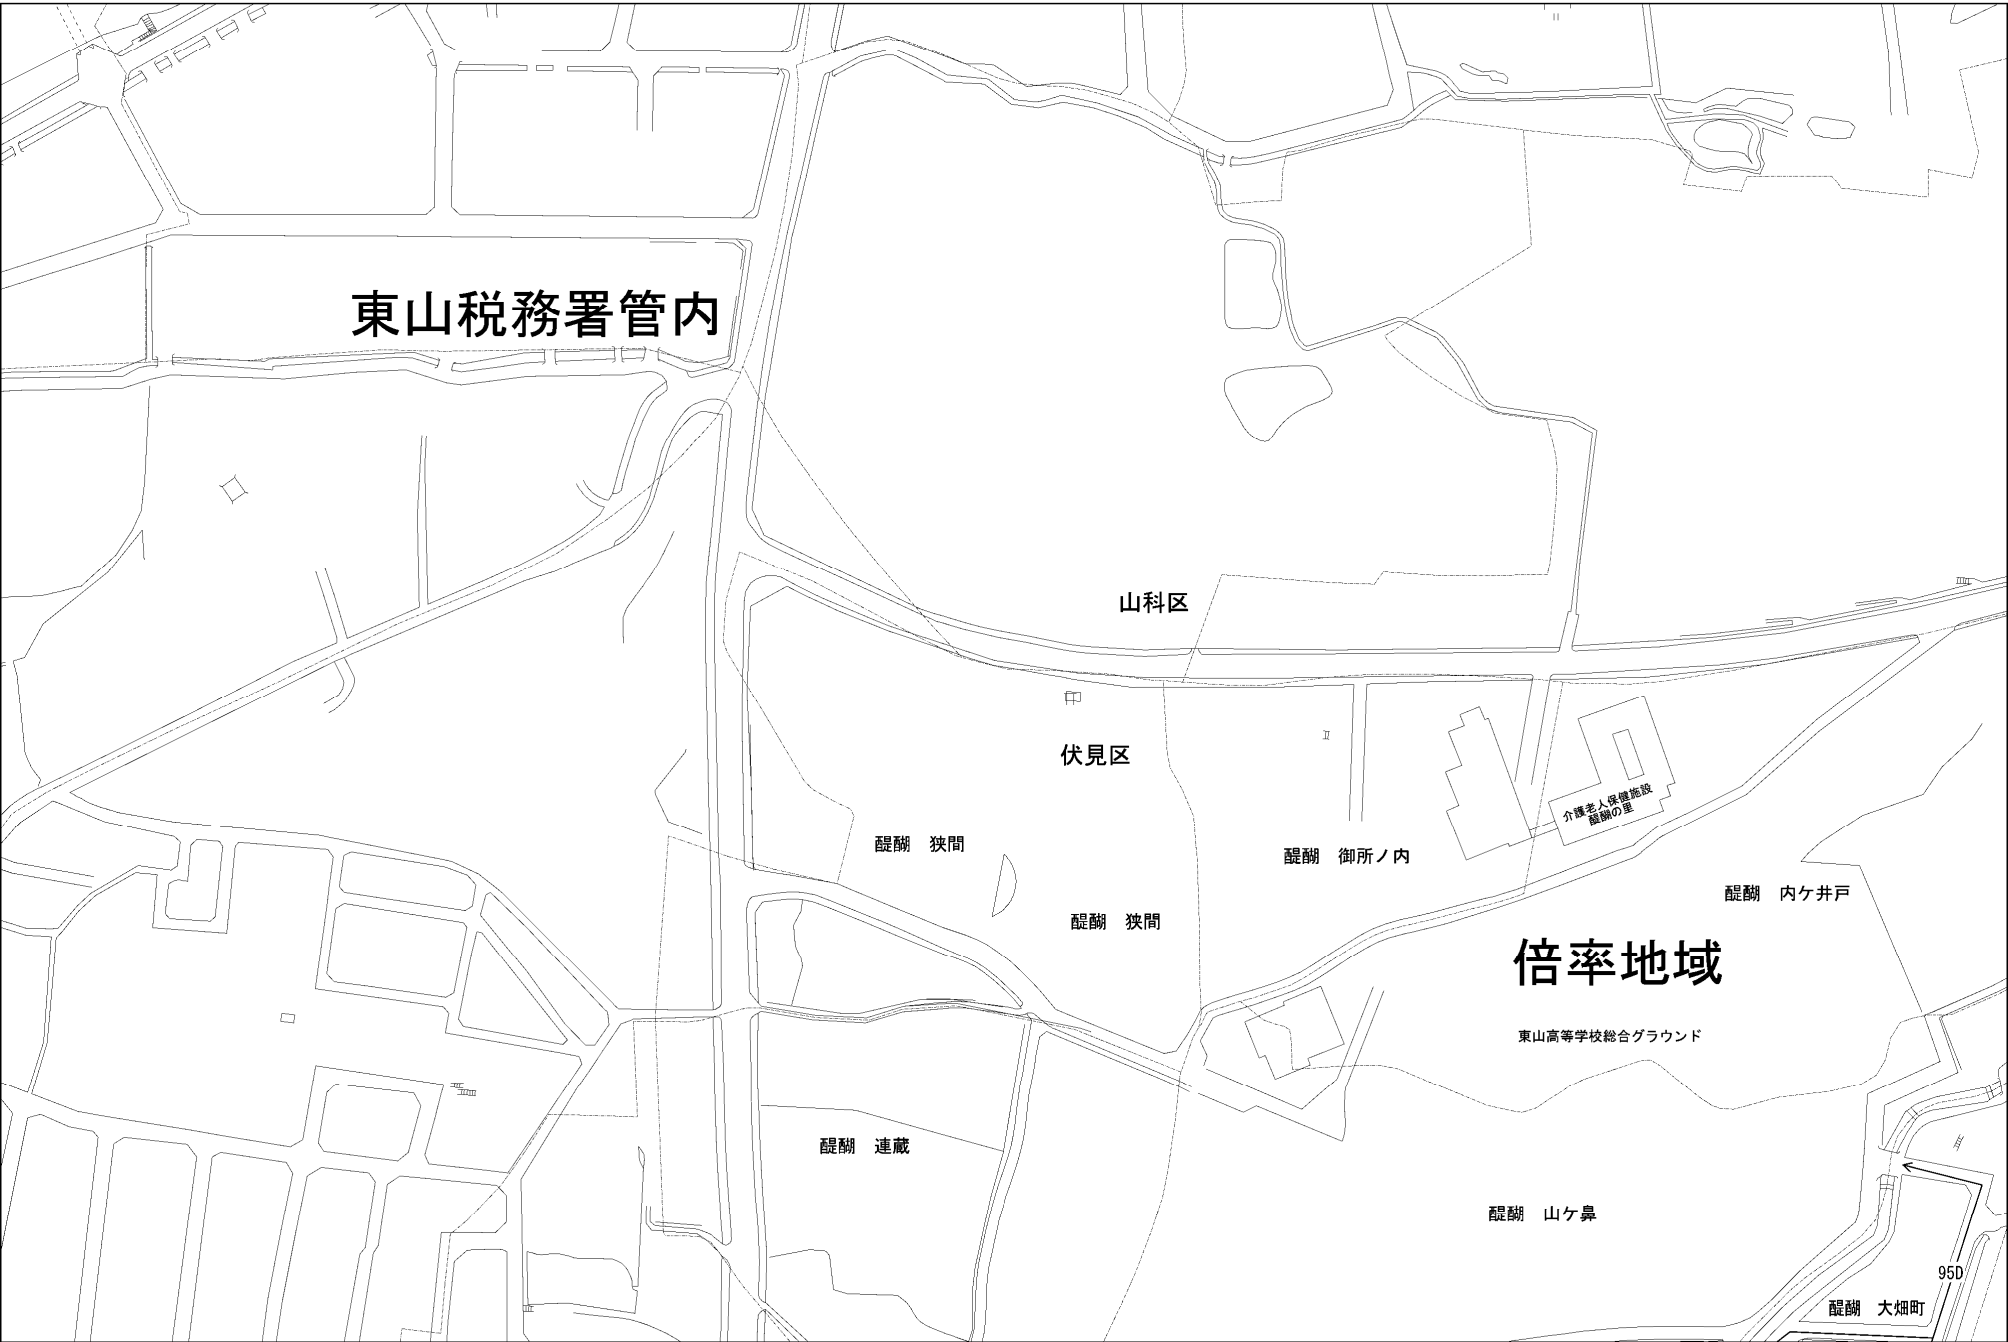 東山税務署管内
山科区
伏見区
介護老人保健施設
醍醐の里
醍醐　狭間
醍醐　御所ノ内
醍醐　内ケ井戸
醍醐　狭間
倍率地域
東山高等学校総合グラウンド
醍醐　連蔵
醍醐　山ケ鼻
95D
醍醐　大畑町